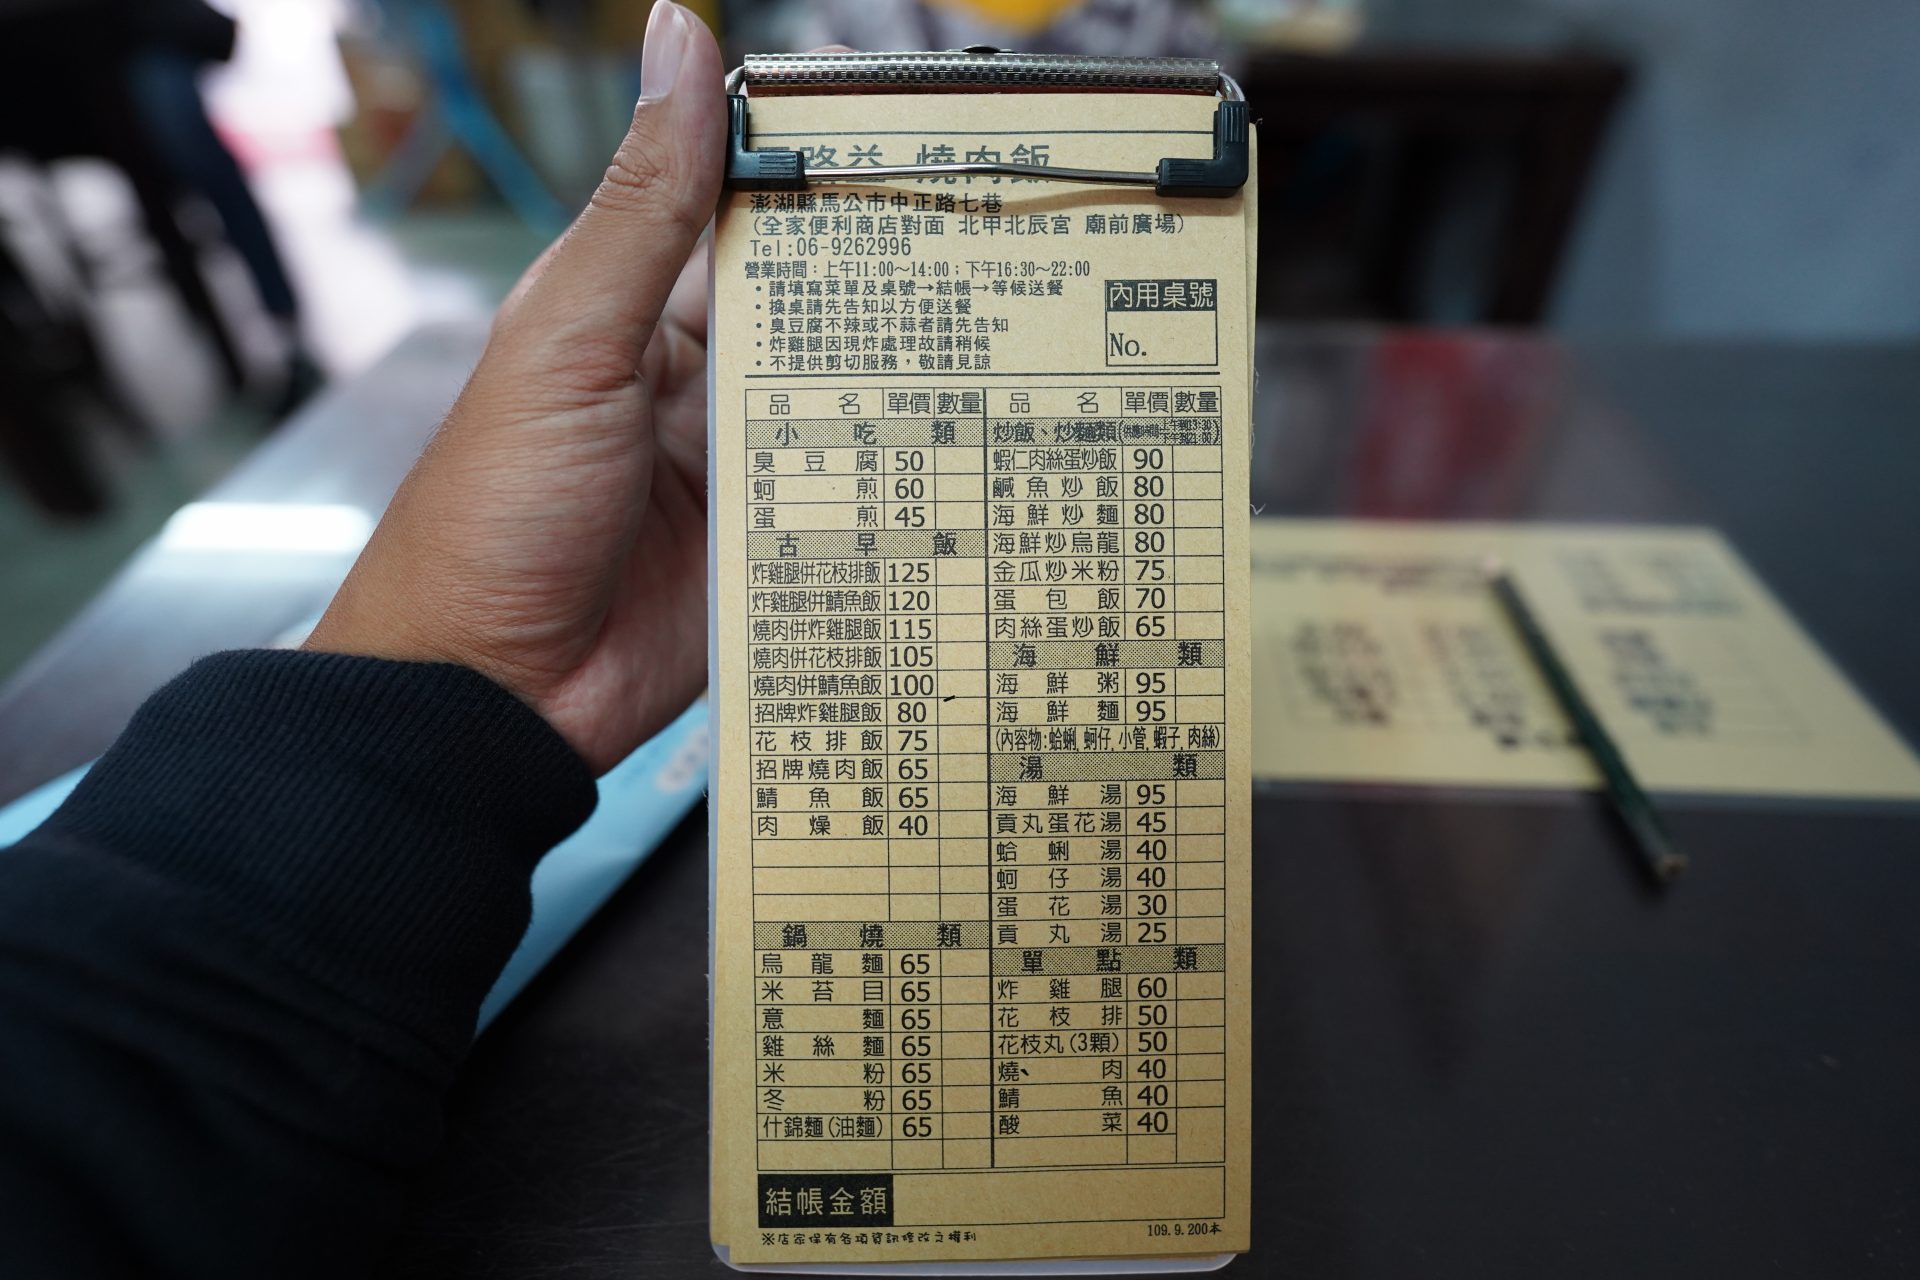 路益 燒肉飯
澎湖縣馬公市中正路七巷
(全家便利商店對面 北甲北辰宮 廟前廣場)
Tel:06-9262996
營業時間：上午11:00～14:00；下午16:30～22:00
•請填寫菜單及桌號→結帳→等候送餐
•換桌請先告知以方便送餐
•臭豆腐不辣或不蒜者請先告知
•炸雞腿因現炸處理故請稍候
•不提供剪切服務，敬請見諒
內用桌號
No.
品名 單價 數量
小吃類
臭豆腐 50
蚵煎 60
蛋煎 45
古早飯
炸雞腿併花枝排飯 125
炸雞腿併鯖魚飯 120
燒肉併炸雞腿飯 115
燒肉併花枝排飯 105
燒肉併鯖魚飯 100
招牌炸雞腿飯 80
花枝排飯 75
招牌燒肉飯 65
鯖魚飯 65
肉燥飯 40
鍋燒類
烏龍麵 65
米苔目 65
意麵 65
雞絲麵 65
米粉 65
冬粉 65
什錦麵(油麵) 65
品名 單價 數量
炒飯、炒麵類(供應時間
蝦仁肉絲蛋炒飯 90
鹹魚炒飯 80
海鮮炒麵 80
海鮮炒烏龍 80
金瓜炒米粉 75
蛋包飯 70
肉絲蛋炒飯 65
海鮮類
海鮮粥 95
海鮮麵 95
(內容物:蛤蜊,蚵仔,小管,蝦子,肉絲)
湯類
海鮮湯 95
貢丸蛋花湯 45
蛤蜊湯 40
蚵仔湯 40
蛋花湯 30
貢丸湯 25
單點類
炸雞腿 60
花枝排 50
花枝丸(3顆) 50
燒肉 40
鯖魚 40
酸菜 40
結帳金額
※店家保有各項資訊修改之權利
109.9.200本